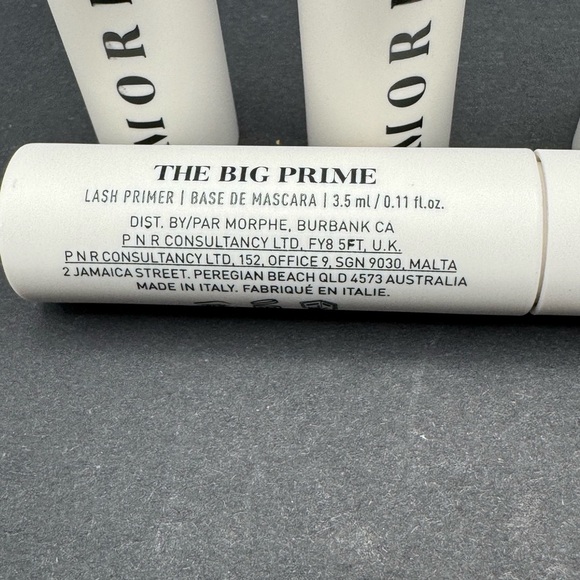 MOR
MOR
THE BIG PRIME
LASH PRIMER | BASE DE MASCARA | 3.5 ml / 0.11 fl.oz.
DIST. BY/PAR MORPHE, BURBANK CA
P N R CONSULTANCY LTD, FY8 5FT, U.K.
P N R CONSULTANCY LTD, 152, OFFICE 9, SGN 9030, MALTA
2 JAMAICA STREET. PEREGIAN BEACH QLD 4573 AUSTRALIA
MADE IN ITALY. FABRIQUÉ EN ITALIE.